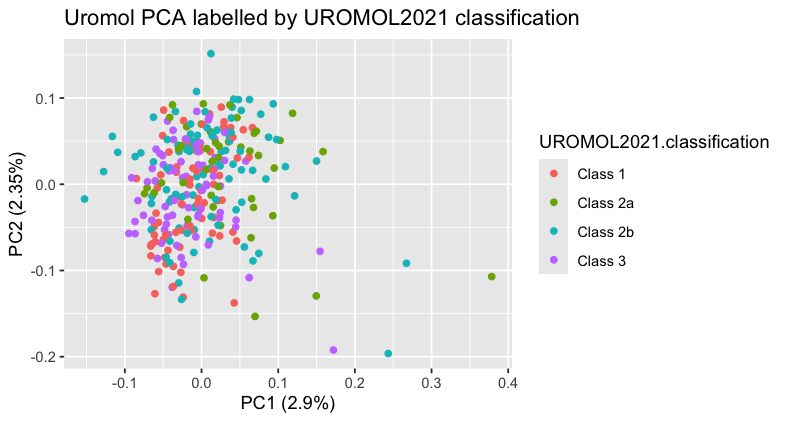 Uromol PCA labelled by UROMOL2021 classification
PC2 (2.35%)
0.1
0.0
-0.1
-0.2
-0.1
0.0
0.1
0.2
0.3
0.4
PC1 (2.9%)
UROMOL2021.classification
Class 1
Class 2a
Class 2b
Class 3